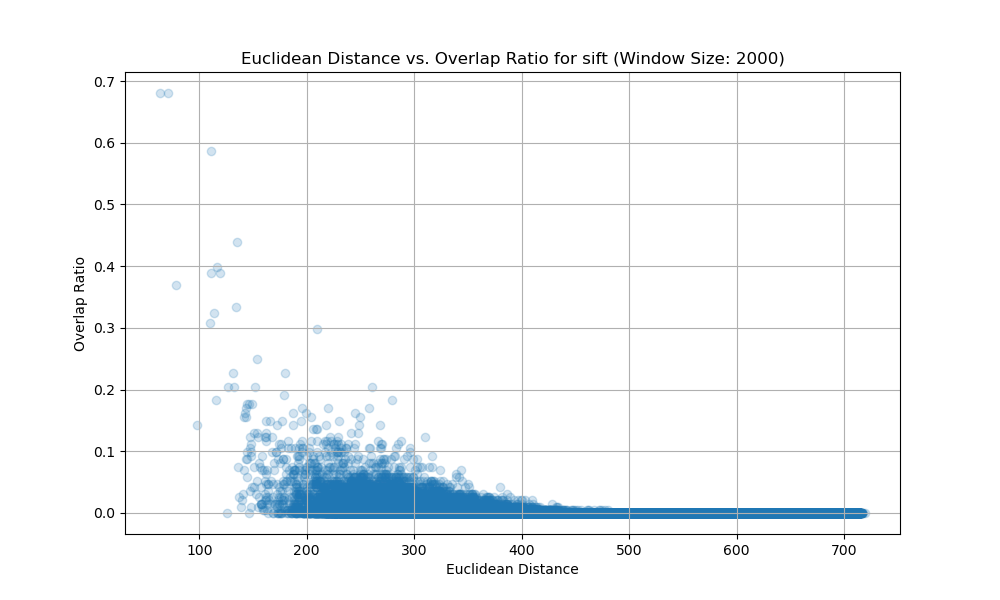 Euclidean Distance vs. Overlap Ratio for sift (Window Size: 2000)
0.7
0.6
0.5
0.4
0.3
0.2
0.1
0.0
Overlap Ratio
100 200 300 400 500 600 700
Euclidean Distance